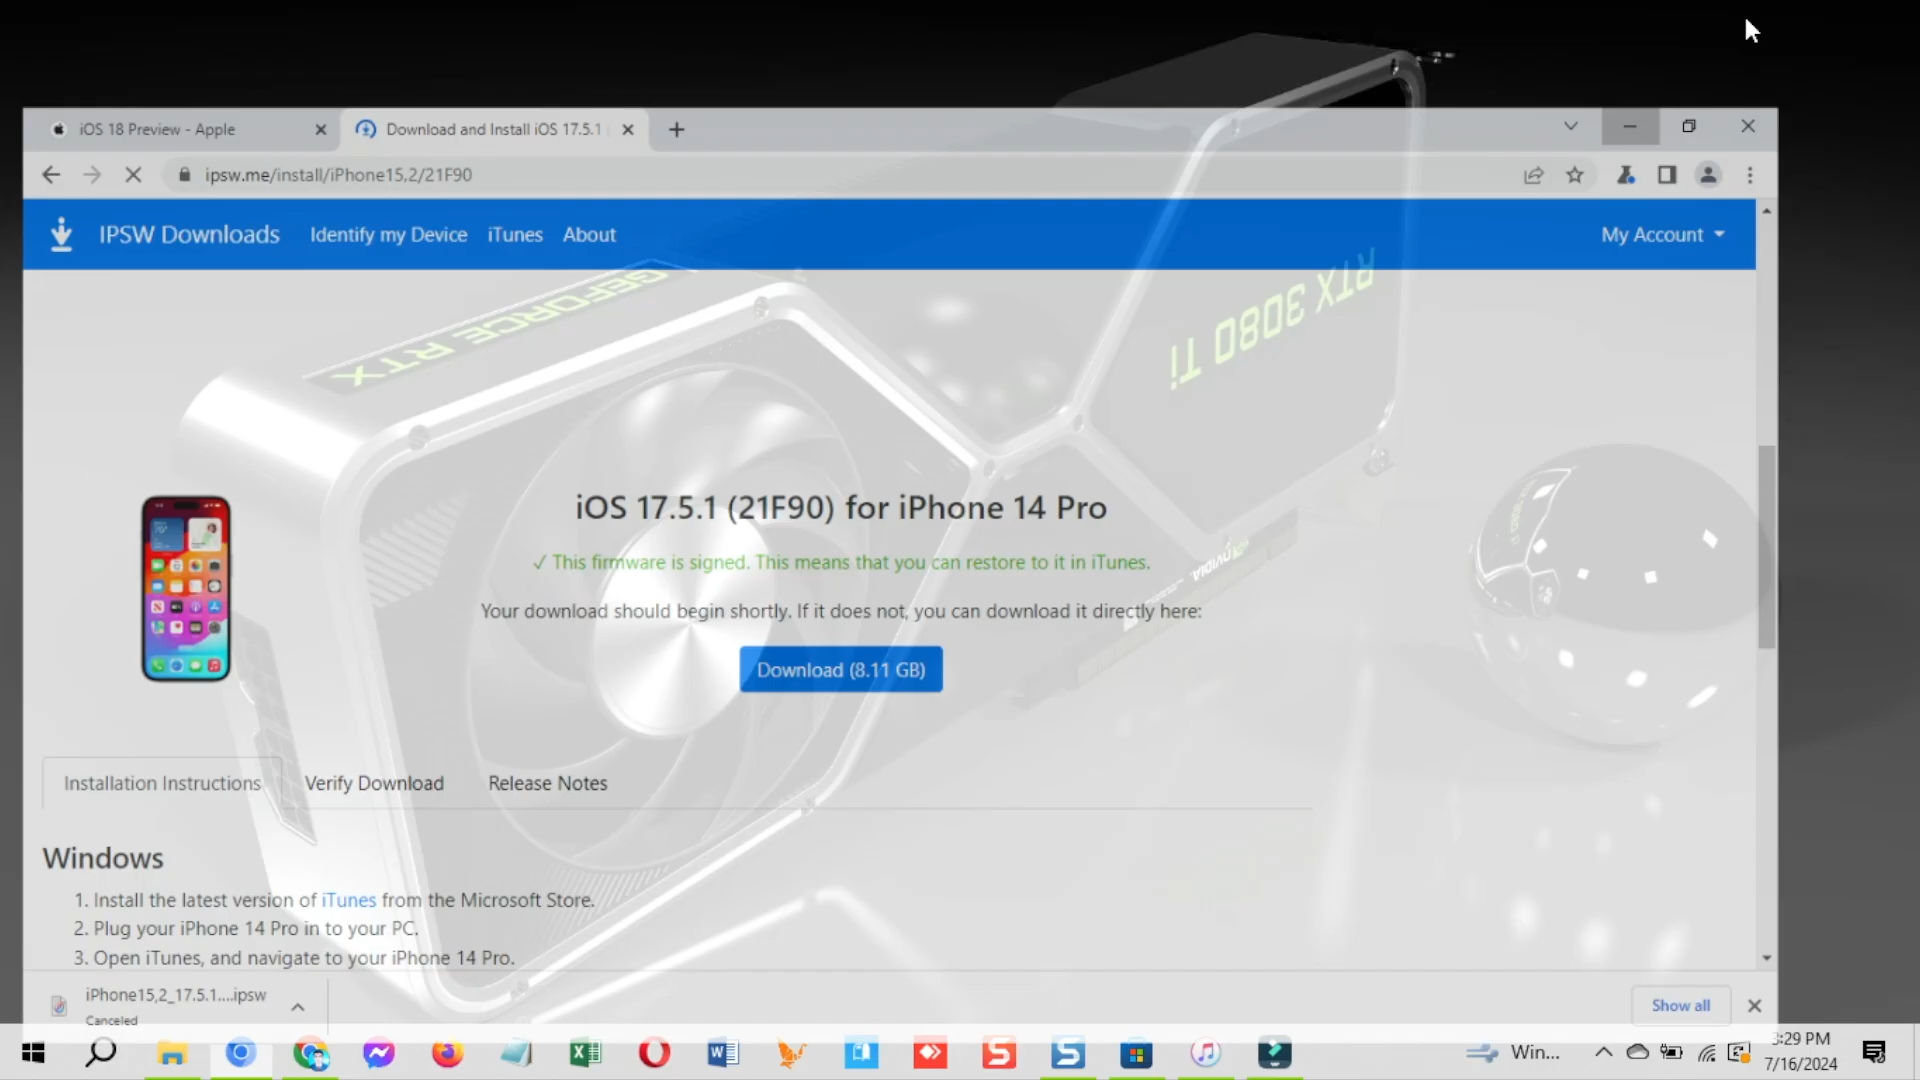 iOS 18 Preview - Apple
Download and Install iOS 17.5.1
ipsw.me/install/iPhone15,2/21F90
IPSW Downloads
Identify my Device
iTunes
About
My Account
GEFORCE RTX
RTX 3080 Ti
NVIDIA
iOS 17.5.1 (21F90) for iPhone 14 Pro
✓ This firmware is signed. This means that you can restore to it in iTunes.
Your download should begin shortly. If it does not, you can download it directly here:
Download (8.11 GB)
Installation Instructions
Verify Download
Release Notes
Windows
1. Install the latest version of iTunes from the Microsoft Store.
2. Plug your iPhone 14 Pro in to your PC.
3. Open iTunes, and navigate to your iPhone 14 Pro.
iPhone15,2_17.5.1....ipsw
Canceled
Show all
Win...
3:29 PM
7/16/2024